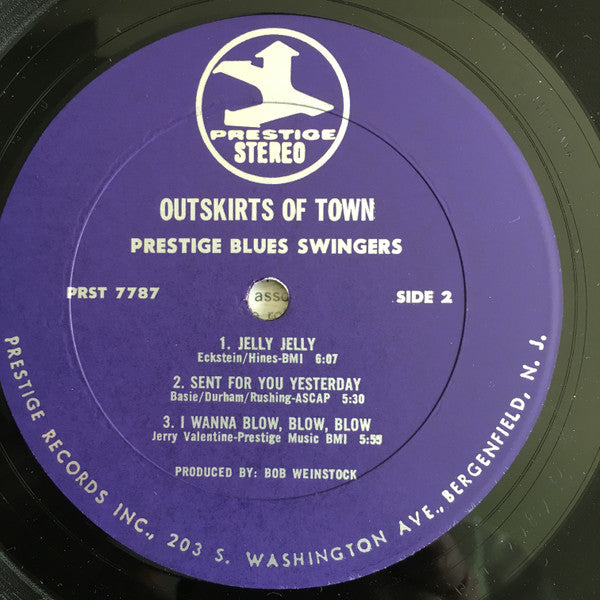 PRESTIGE
STEREO
OUTSKIRTS OF TOWN
PRESTIGE BLUES SWINGERS
PRST 7787
SIDE 2
asso
1. JELLY JELLY
Eckstein/Hines-BMI 6:07
2. SENT FOR YOU YESTERDAY
Basie/Durham/Rushing-ASCAP 5:30
3. I WANNA BLOW, BLOW, BLOW
Jerry Valentine-Prestige Music BMI 5:59
PRODUCED BY: BOB WEINSTOCK
PRESTIGE RECORDS INC., 203 S. WASHINGTON AVE., BERGENFIELD, N. J.